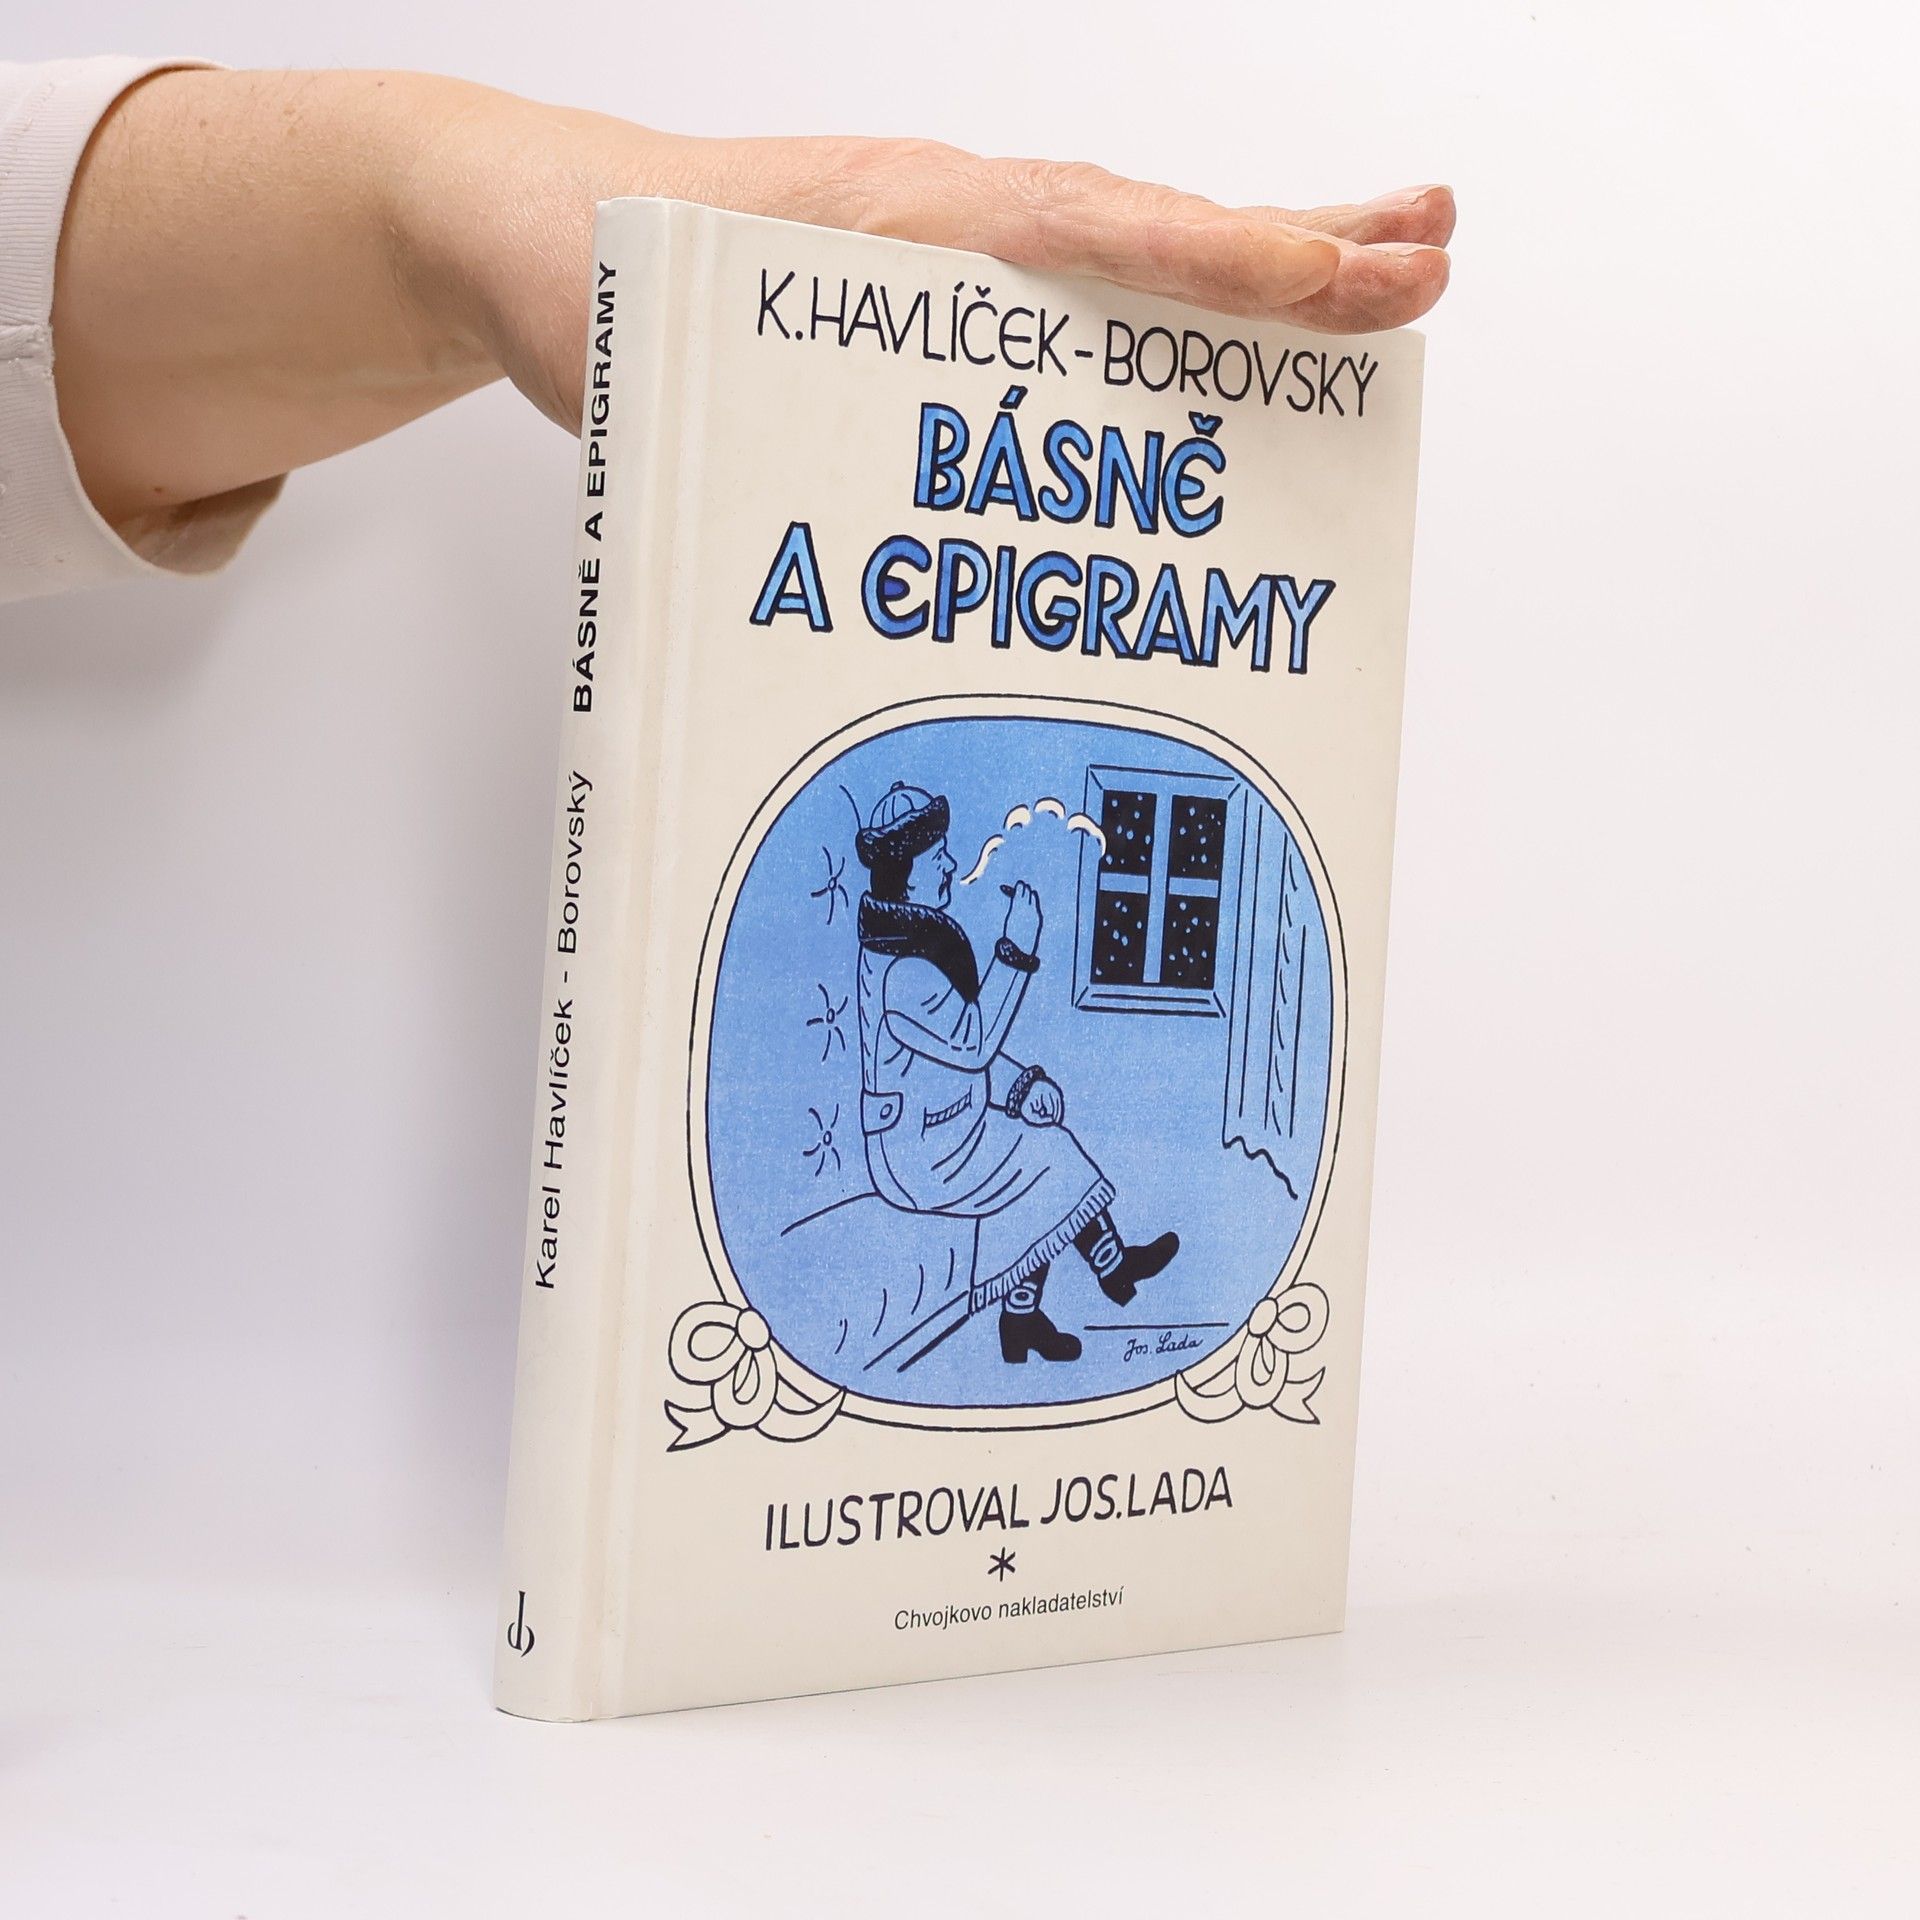 K. HAVLÍČEK-BOROVSKÝ
BÁSNĚ
A EPIGRAMY
Jos. Lada
ILUSTROVAL JOS. LADA
*
Chvojkovo nakladatelství
Karel Havlíček - Borovský BÁSNĚ A EPIGRAMY